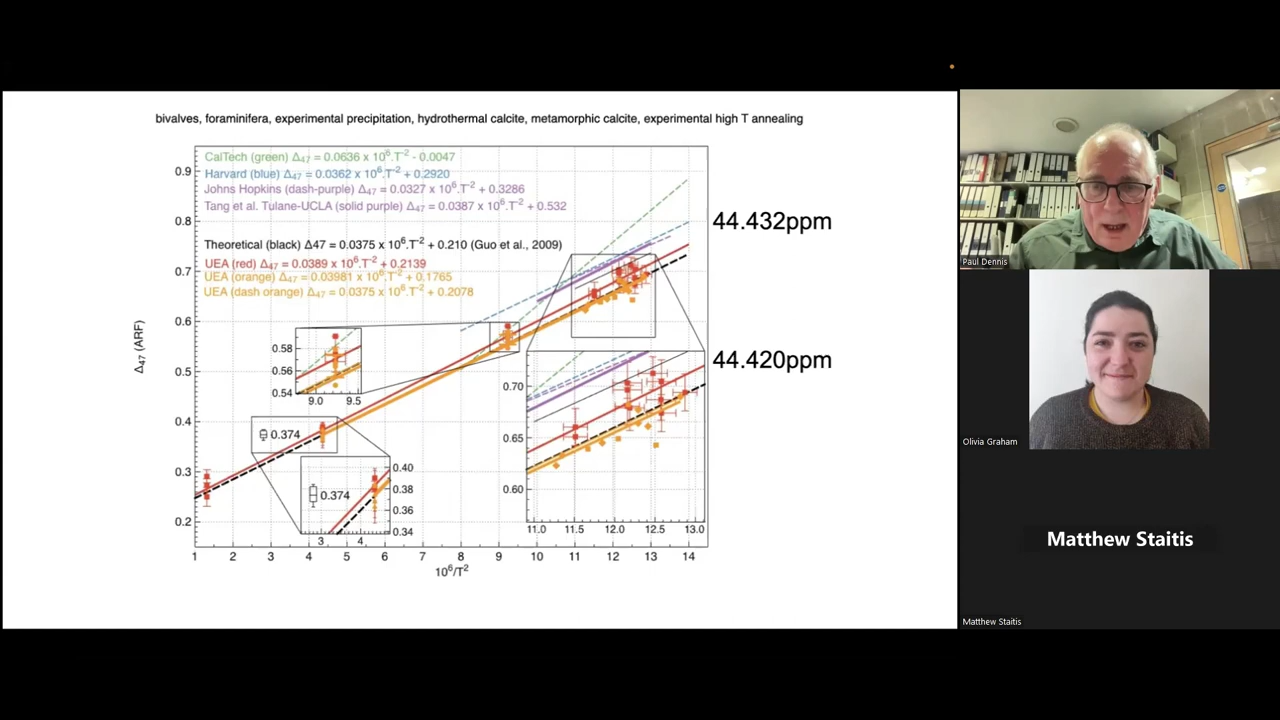 bivalves, foraminifera, experimental precipitation, hydrothermal calcite, metamorphic calcite, experimental high T annealing
CalTech (green) Δ47 = 0.0636 x 10⁶.T⁻² - 0.0047
Harvard (blue) Δ47 = 0.0362 x 10⁶.T⁻² + 0.2920
Johns Hopkins (dash-purple) Δ47 = 0.0327 x 10⁶.T⁻² + 0.3286
Tang et al. Tulane-UCLA (solid purple) Δ47 = 0.0387 x 10⁶.T⁻² + 0.532
Theoretical (black) Δ47 = 0.0375 x 10⁶.T⁻² + 0.210 (Guo et al., 2009)
UEA (red) Δ47 = 0.0389 x 10⁶.T⁻² + 0.2139
UEA (orange) Δ47 = 0.03981 x 10⁶.T⁻² + 0.1765
UEA (dash orange) Δ47 = 0.0375 x 10⁶.T⁻² + 0.2078
44.432ppm
44.420ppm
Δ47 (ARF)
0.9
0.8
0.7
0.6
0.5
0.4
0.3
0.2
1 2 3 4 5 6 7 8 9 10 11 12 13 14
10⁶/T²
0.58
0.56
0.54
9.0 9.5
0.374
0.374
0.40
0.38
0.36
0.34
3 4
0.70
0.65
0.60
11.0 11.5 12.0 12.5 13.0
Paul Dennis
Olivia Graham
Matthew Staitis
Matthew Staitis